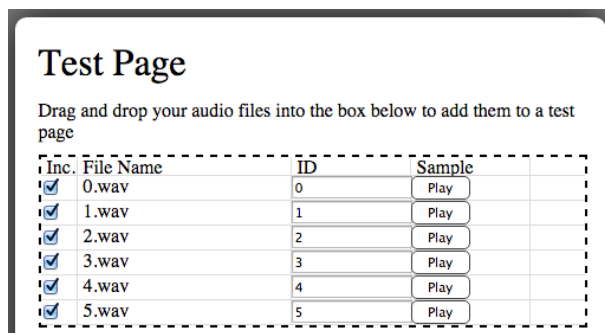 Test Page
Drag and drop your audio files into the box below to add them to a test
page
Inc. File Name ID Sample
0.wav 0 Play
1.wav 1 Play
2.wav 2 Play
3.wav 3 Play
4.wav 4 Play
5.wav 5 Play